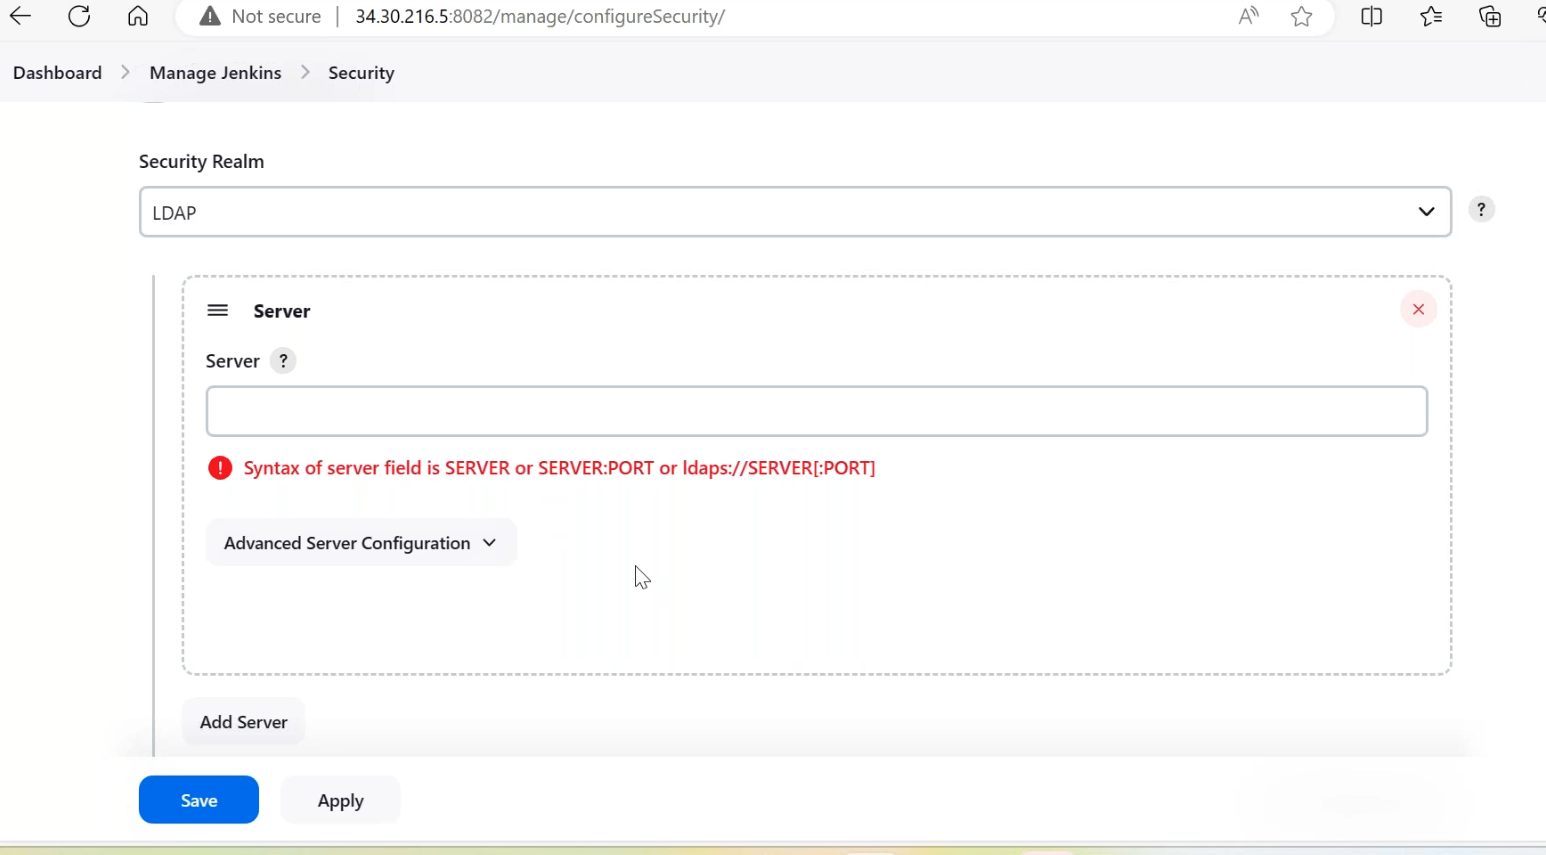 Not secure | 34.30.216.5:8082/manage/configureSecurity/
Dashboard > Manage Jenkins > Security
Security Realm
LDAP
?
Server
Server ?
Syntax of server field is SERVER or SERVER:PORT or ldaps://SERVER[:PORT]
Advanced Server Configuration
Add Server
Save Apply